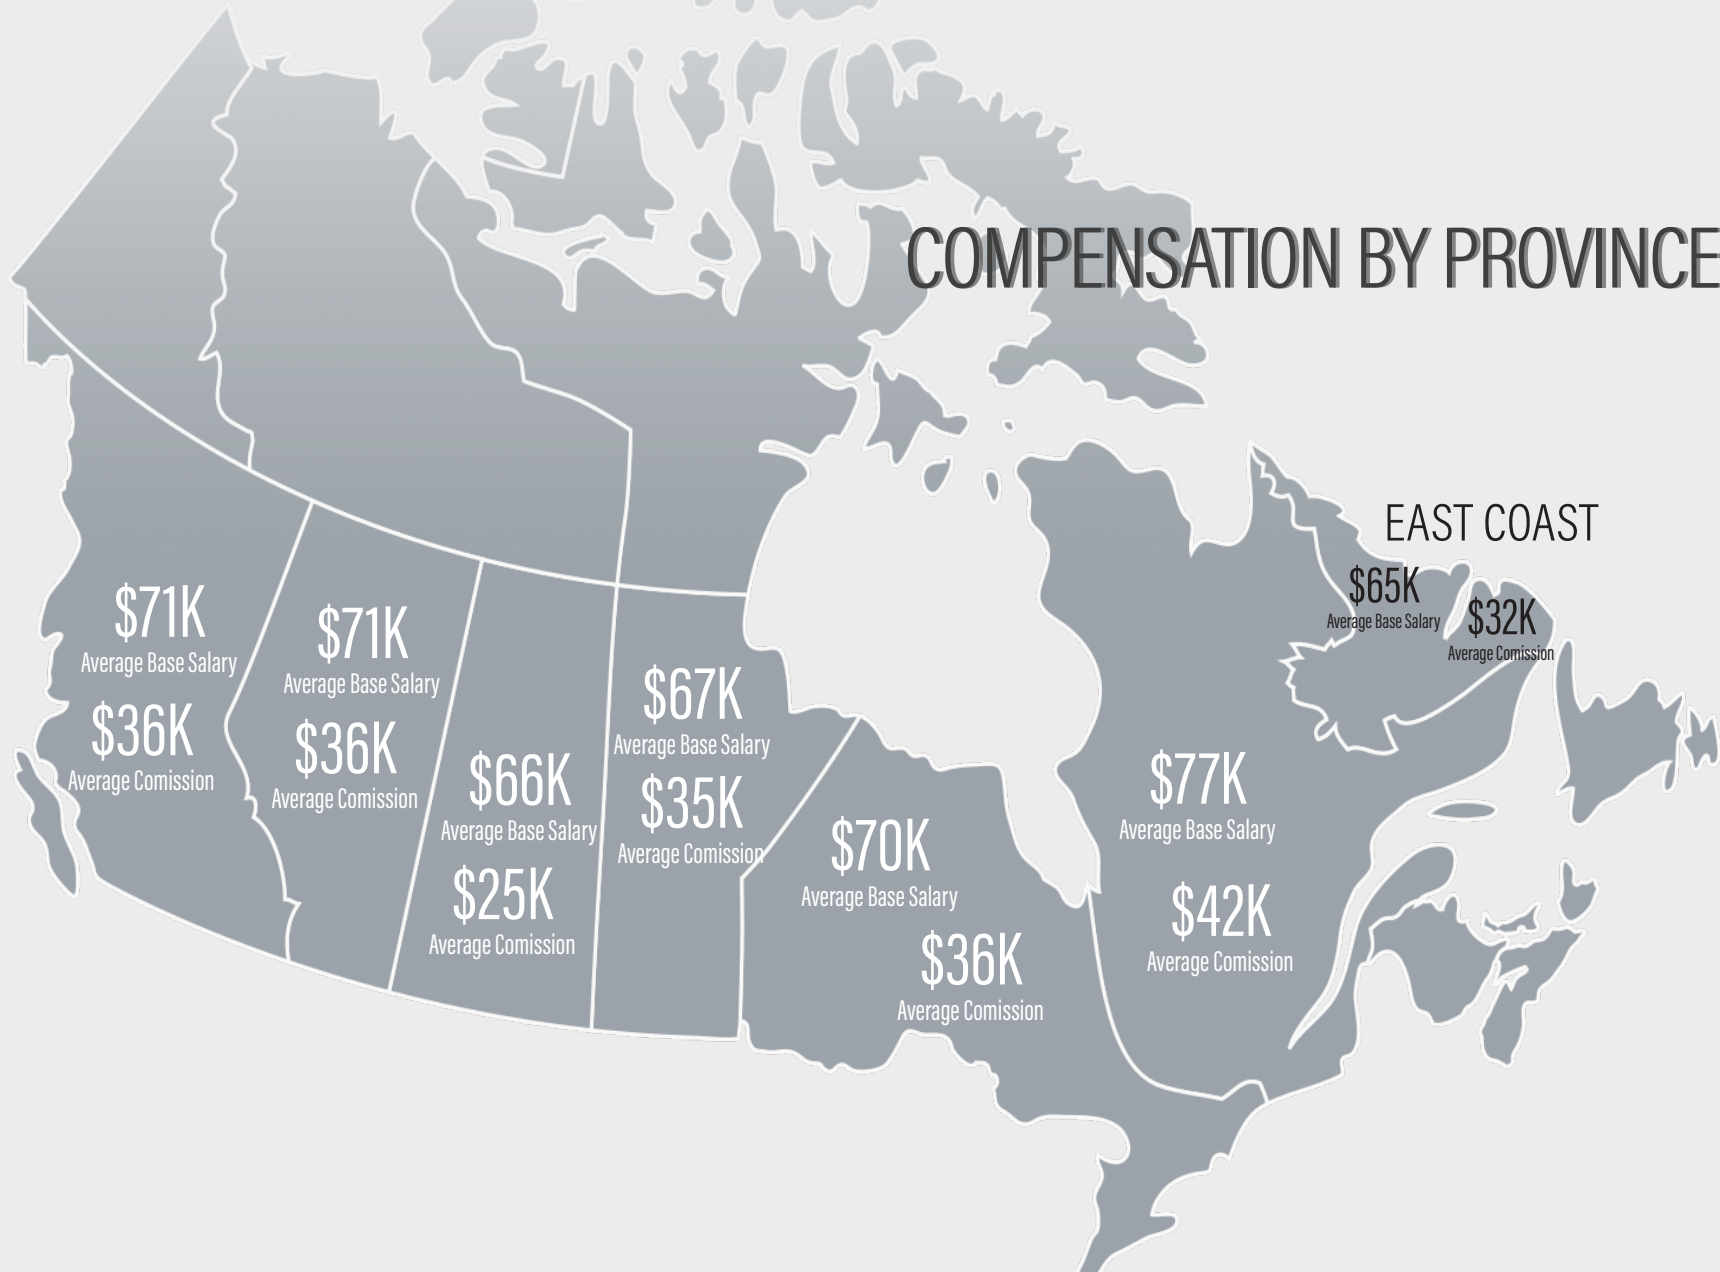 COMPENSATION BY PROVINCE
EAST COAST
$65K
Average Base Salary
$32K
Average Comission
$71K
Average Base Salary
$36K
Average Comission
$71K
Average Base Salary
$36K
Average Comission
$66K
Average Base Salary
$25K
Average Comission
$67K
Average Base Salary
$35K
Average Comission
$70K
Average Base Salary
$36K
Average Comission
$77K
Average Base Salary
$42K
Average Comission